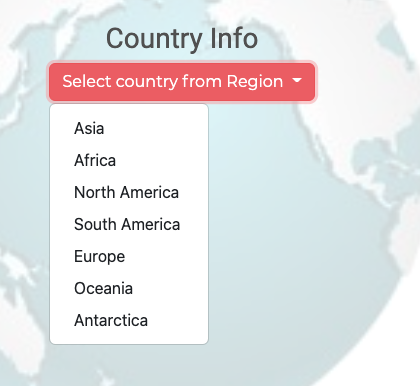 Country Info
Select country from Region
Asia
Africa
North America
South America
Europe
Oceania
Antarctica